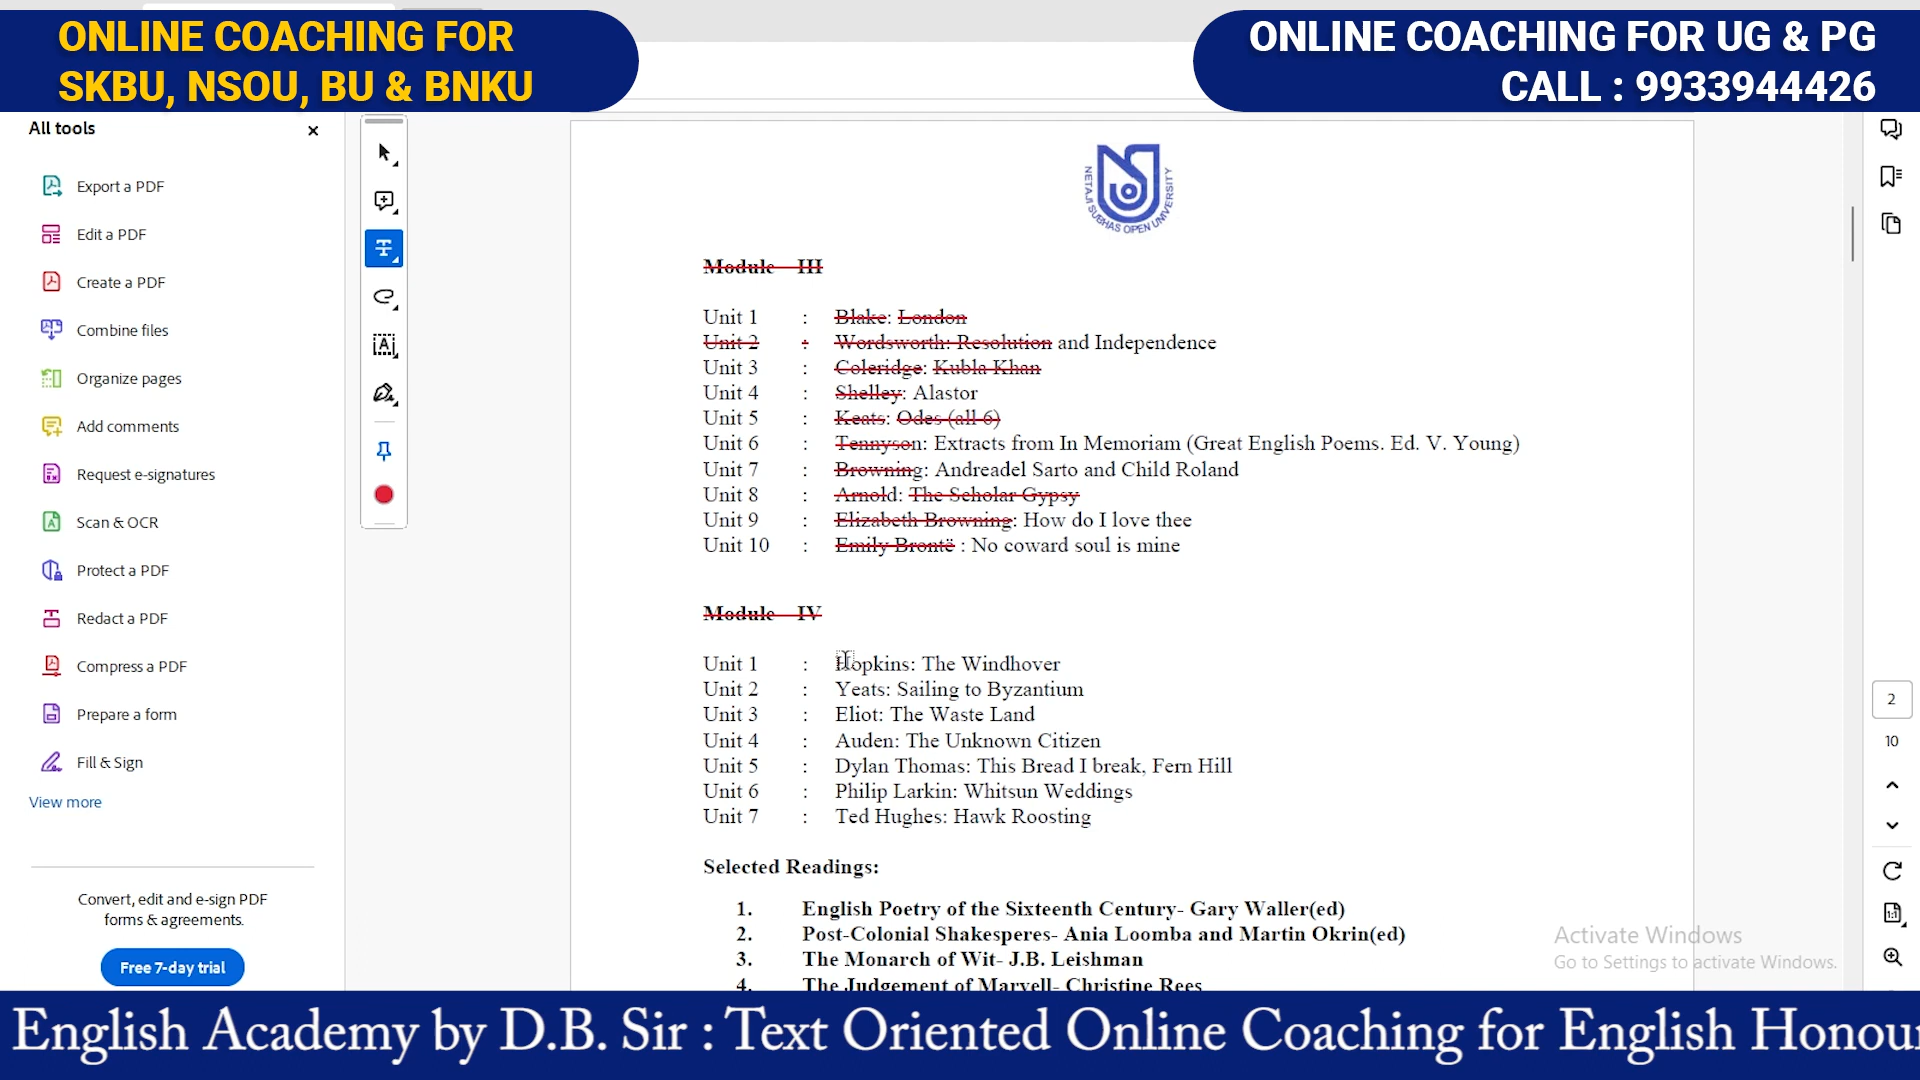 ONLINE COACHING FOR
SKBU, NSOU, BU & BNKU
ONLINE COACHING FOR UG & PG
CALL : 9933944426
All tools
Export a PDF
Edit a PDF
Create a PDF
Combine files
Organize pages
Add comments
Request e-signatures
Scan & OCR
Protect a PDF
Redact a PDF
Compress a PDF
Prepare a form
Fill & Sign
View more
Convert, edit and e-sign PDF
forms & agreements.
Free 7-day trial
NETAJI SUBHAS OPEN UNIVERSITY
Module III
Unit 1 : Blake: London
Unit 2 : Wordsworth: Resolution and Independence
Unit 3 : Coleridge: Kubla Khan
Unit 4 : Shelley: Alastor
Unit 5 : Keats: Odes (all 6)
Unit 6 : Tennyson: Extracts from In Memoriam (Great English Poems. Ed. V. Young)
Unit 7 : Browning: Andreadel Sarto and Child Roland
Unit 8 : Arnold: The Scholar Gypsy
Unit 9 : Elizabeth Browning: How do I love thee
Unit 10 : Emily Brontë : No coward soul is mine
Module IV
Unit 1 : Hopkins: The Windhover
Unit 2 : Yeats: Sailing to Byzantium
Unit 3 : Eliot: The Waste Land
Unit 4 : Auden: The Unknown Citizen
Unit 5 : Dylan Thomas: This Bread I break, Fern Hill
Unit 6 : Philip Larkin: Whitsun Weddings
Unit 7 : Ted Hughes: Hawk Roosting
Selected Readings:
1. English Poetry of the Sixteenth Century- Gary Waller(ed)
2. Post-Colonial Shakesperes- Ania Loomba and Martin Okrin(ed)
3. The Monarch of Wit- J.B. Leishman
4. The Judgement of Marvell- Christine Rees
2
10
Activate Windows
Go to Settings to activate Windows.
English Academy by D.B. Sir : Text Oriented Online Coaching for English Honou